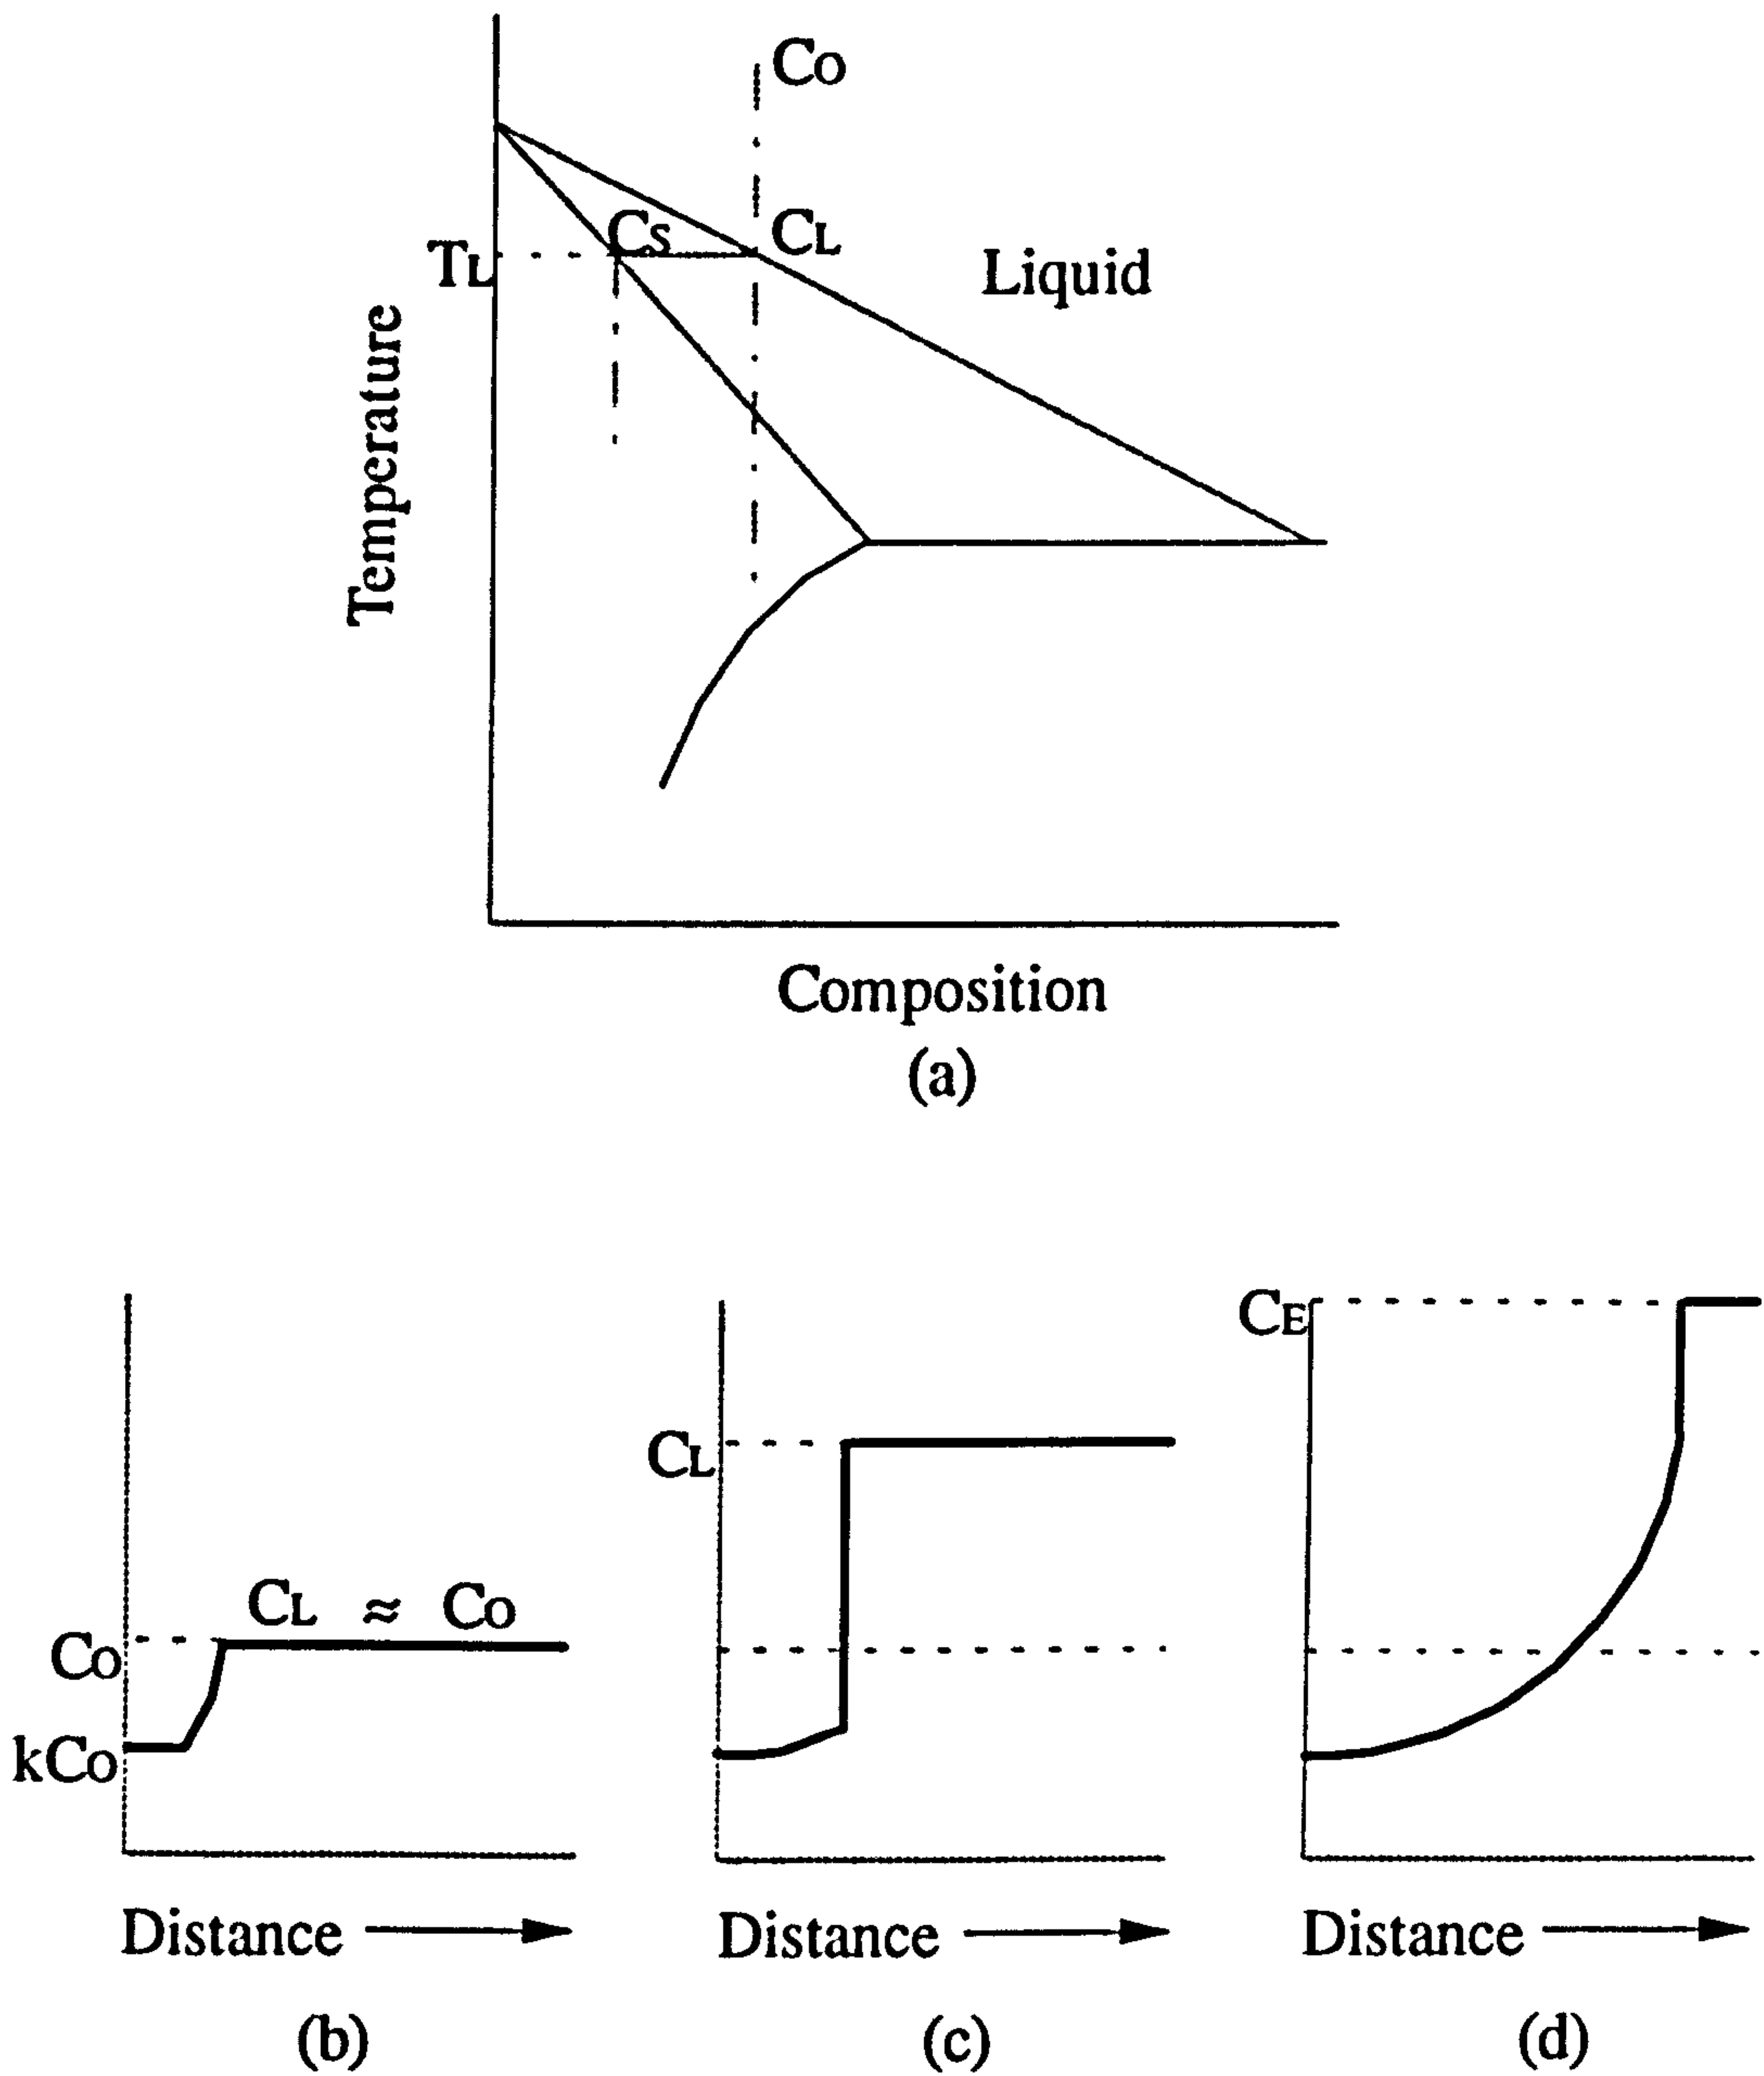 Co
Cs
CL
TL
Liquid
Temperature
Composition
(a)
CE
CL
CL ≈ Co
Co
kCo
Distance
Distance
Distance
(b)
(c)
(d)